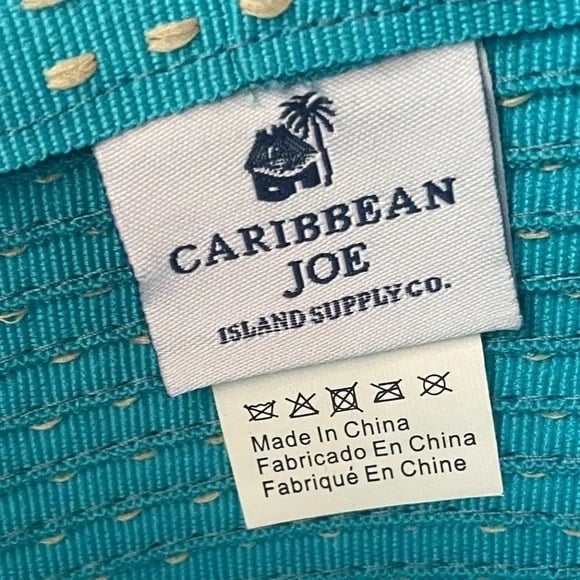 CARIBBEAN
JOE
ISLAND SUPPLY CO.
Made In China
Fabricado En China
Fabriqué En Chine